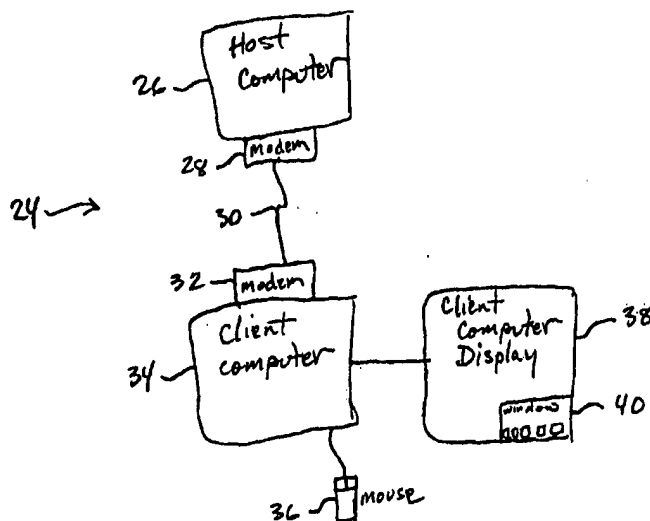 Host
Computer
26
modem
28
24
30
32
modem
Client
computer
34
Client
Computer
Display
38
window
40
36
mouse